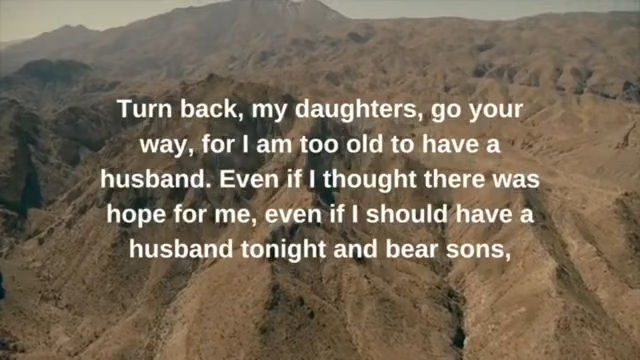 Turn back, my daughters, go your
way, for I am too old to have a
husband. Even if I thought there was
hope for me, even if I should have a
husband tonight and bear sons,